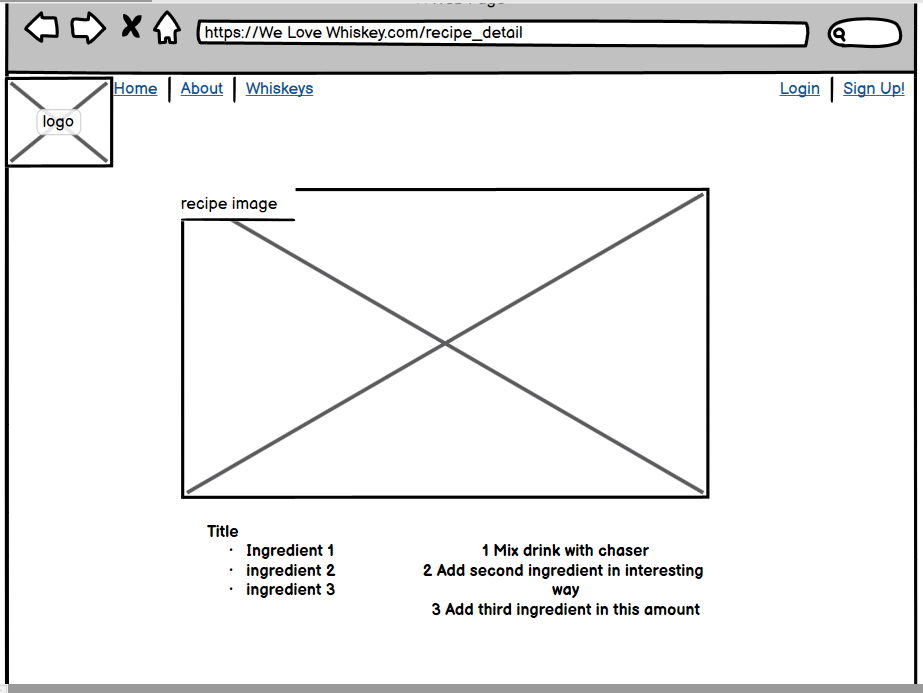 https://We Love Whiskey.com/recipe_detail
Home About Whiskeys Login Sign Up!
logo
recipe image
Title
· Ingredient 1
· ingredient 2
· ingredient 3
1 Mix drink with chaser
2 Add second ingredient in interesting
way
3 Add third ingredient in this amount